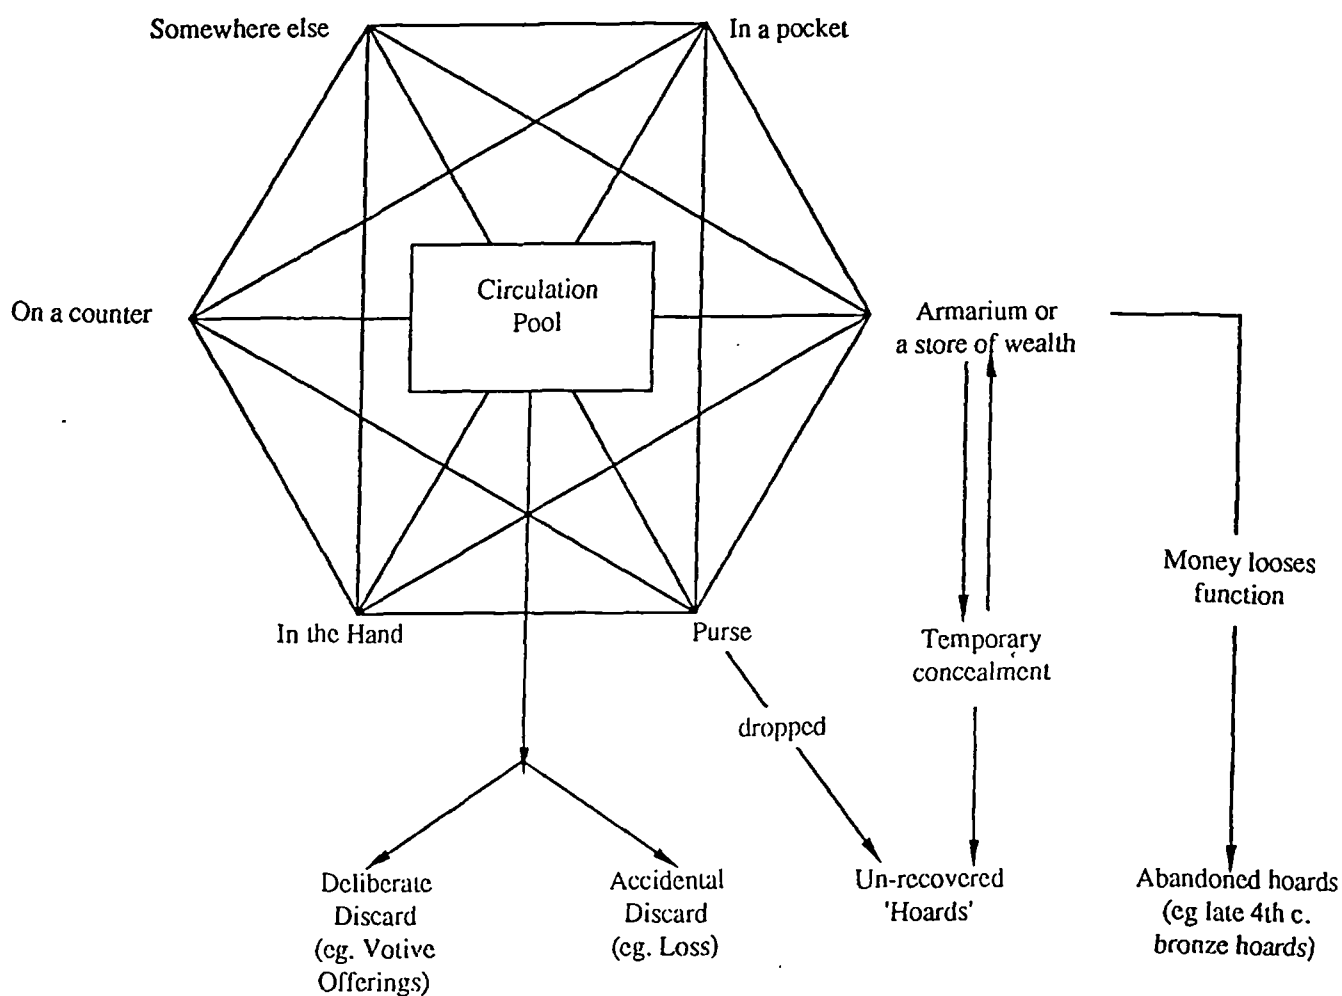 Somewhere else
In a pocket
Circulation
Pool
On a counter
Armarium or
a store of wealth
Money looses
function
In the Hand
Purse
Temporary
concealment
dropped
Deliberate
Discard
(eg. Votive
Offerings)
Accidental
Discard
(eg. Loss)
Un-recovered
'Hoards'
Abandoned hoards
(eg late 4th c.
bronze hoards)